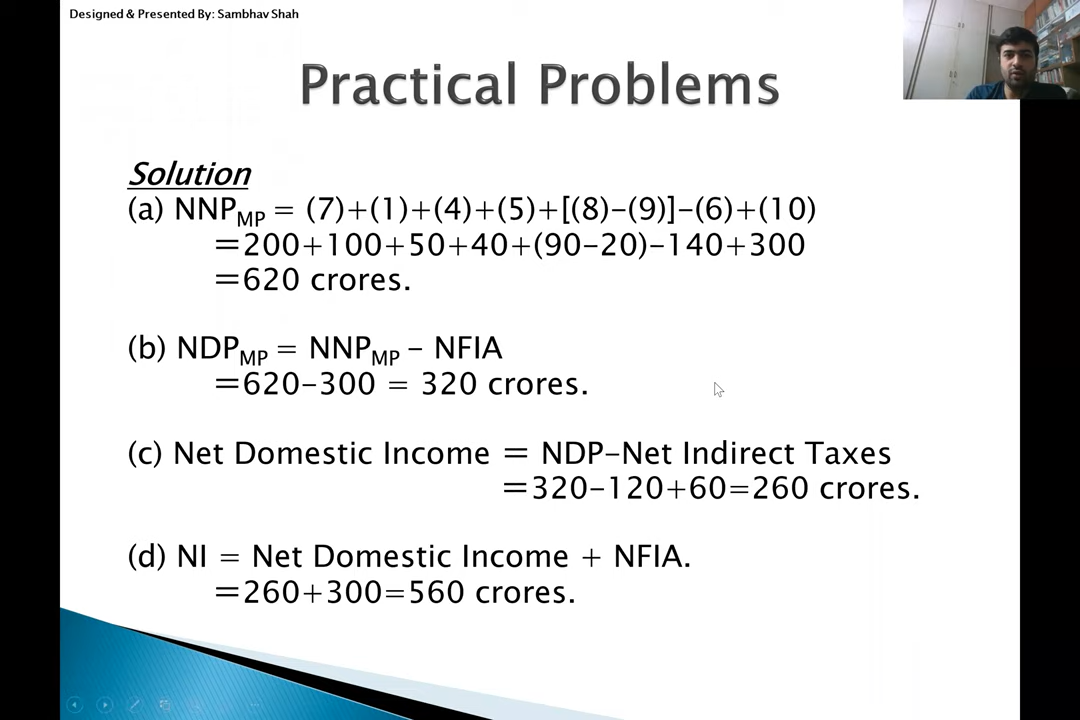 Designed & Presented By: Sambhav Shah
Practical Problems
Solution
(a) NNPMP = (7)+(1)+(4)+(5)+[(8)-(9)]-(6)+(10)
=200+100+50+40+(90-20)-140+300
=620 crores.
(b) NDPMP = NNPMP - NFIA
=620-300 = 320 crores.
(c) Net Domestic Income = NDP-Net Indirect Taxes
=320-120+60=260 crores.
(d) NI = Net Domestic Income + NFIA.
=260+300=560 crores.